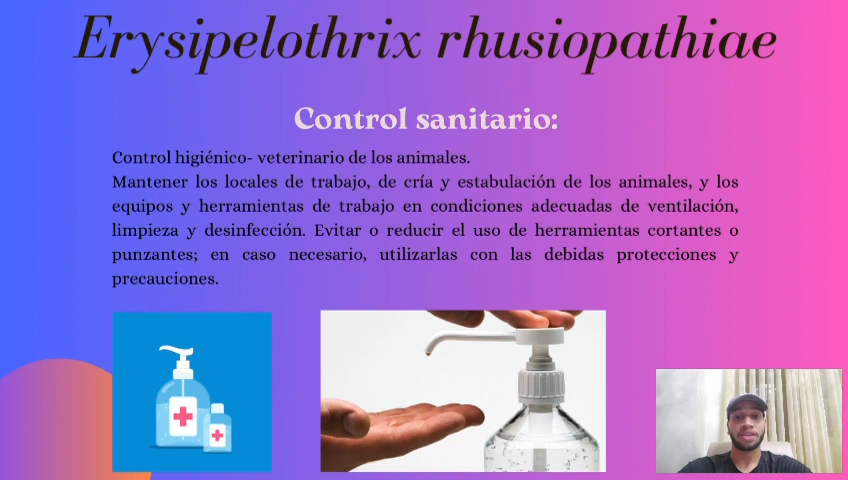 Erysipelothrix rhusiopathiae
Control sanitario:
Control higiénico- veterinario de los animales.
Mantener los locales de trabajo, de cría y estabulación de los animales, y los
equipos y herramientas de trabajo en condiciones adecuadas de ventilación,
limpieza y desinfección. Evitar o reducir el uso de herramientas cortantes o
punzantes; en caso necesario, utilizarlas con las debidas protecciones y
precauciones.